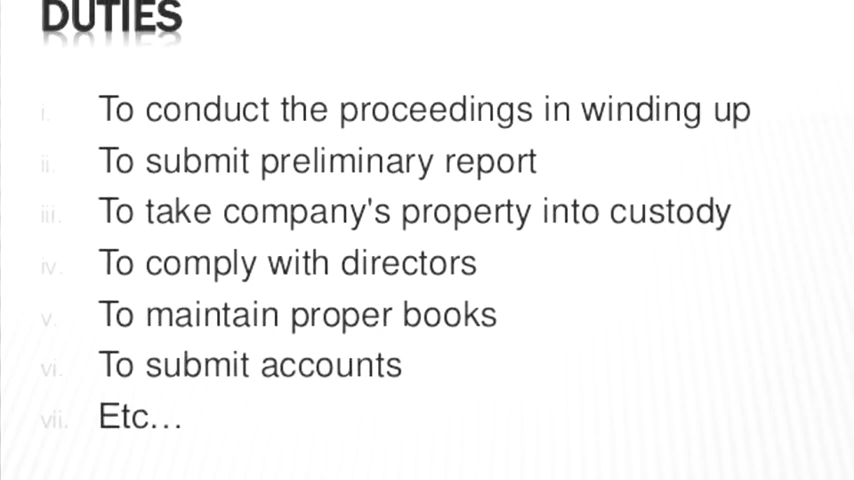 DUTIES
i. To conduct the proceedings in winding up
ii. To submit preliminary report
iii. To take company's property into custody
iv. To comply with directors
v. To maintain proper books
vi. To submit accounts
vii. Etc…